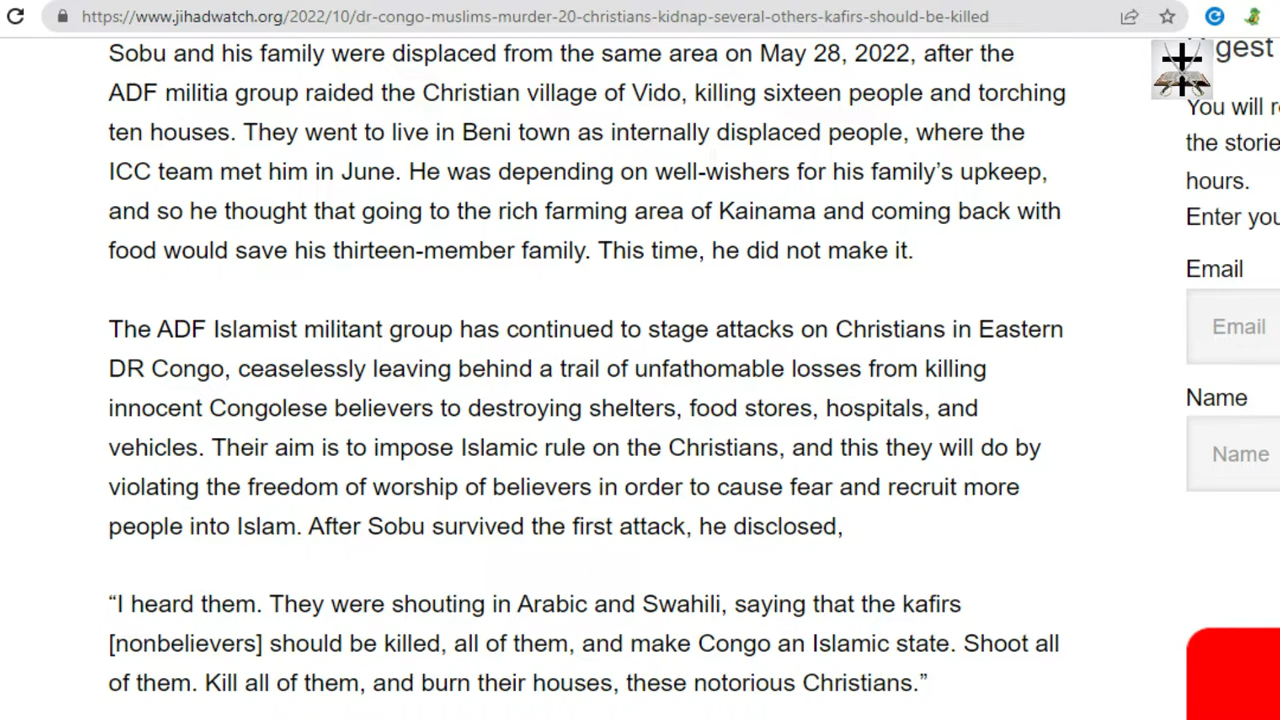 https://www.jihadwatch.org/2022/10/dr-congo-muslims-murder-20-christians-kidnap-several-others-kafirs-should-be-killed
Sobu and his family were displaced from the same area on May 28, 2022, after the
ADF militia group raided the Christian village of Vido, killing sixteen people and torching
ten houses. They went to live in Beni town as internally displaced people, where the
ICC team met him in June. He was depending on well-wishers for his family’s upkeep,
and so he thought that going to the rich farming area of Kainama and coming back with
food would save his thirteen-member family. This time, he did not make it.
The ADF Islamist militant group has continued to stage attacks on Christians in Eastern
DR Congo, ceaselessly leaving behind a trail of unfathomable losses from killing
innocent Congolese believers to destroying shelters, food stores, hospitals, and
vehicles. Their aim is to impose Islamic rule on the Christians, and this they will do by
violating the freedom of worship of believers in order to cause fear and recruit more
people into Islam. After Sobu survived the first attack, he disclosed,
“I heard them. They were shouting in Arabic and Swahili, saying that the kafirs
[nonbelievers] should be killed, all of them, and make Congo an Islamic state. Shoot all
of them. Kill all of them, and burn their houses, these notorious Christians.”
gest
You will
the
hours.
Enter
Email
Email
Name
Name